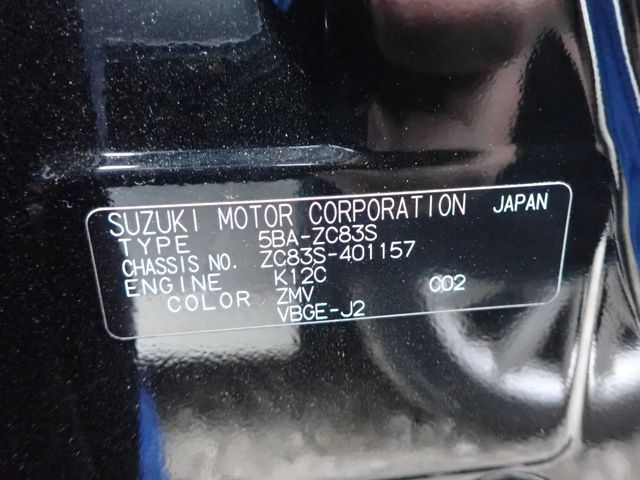 SUZUKI MOTOR CORPORATION JAPAN
TYPE 5BA-ZC83S
CHASSIS NO. ZC83S-401157
ENGINE K12C
COLOR ZMV C02
VBGE-J2